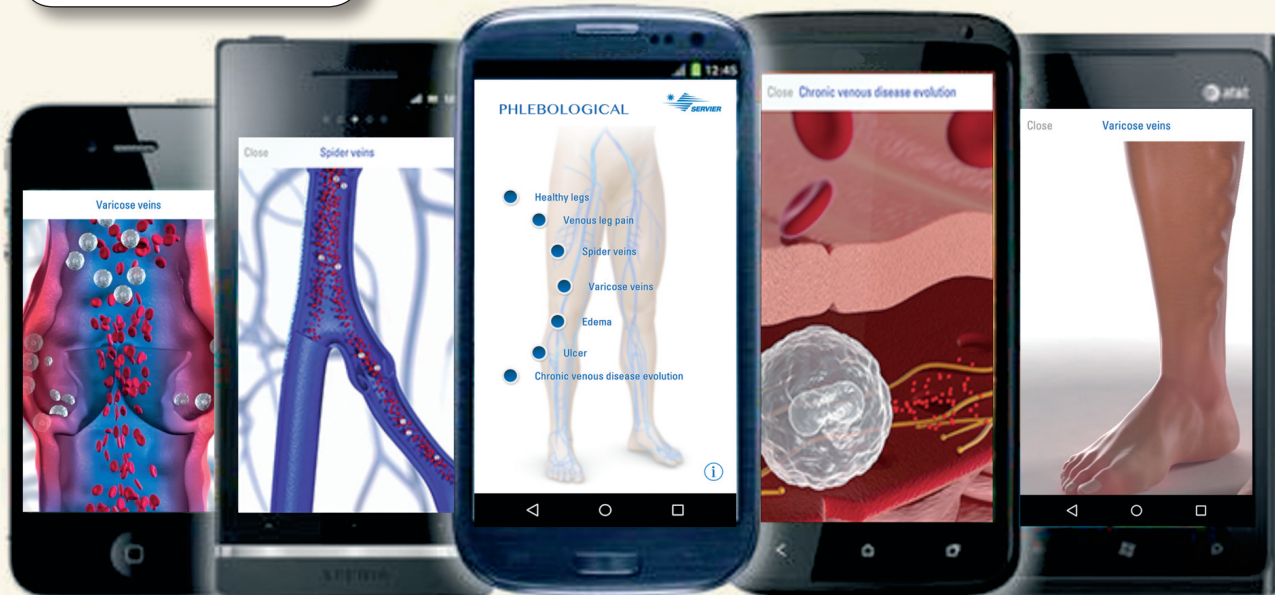 Varicose veins
Close Spider veins
XPERIA
12:45
PHLEBOLOGICAL
SERVIER
Healthy legs
Venous leg pain
Spider veins
Varicose veins
Edema
Ulcer
Chronic venous disease evolution
i
Close Chronic venous disease evolution
at&t
Close Varicose veins